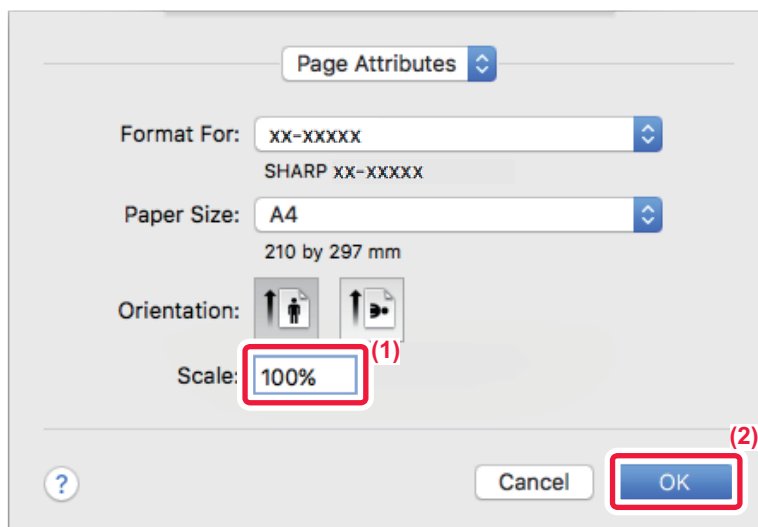 Page Attributes
Format For: xx-xxxxx
SHARP xx-xxxxx
Paper Size: A4
210 by 297 mm
Orientation:
(1)
Scale: 100%
(2)
? Cancel OK